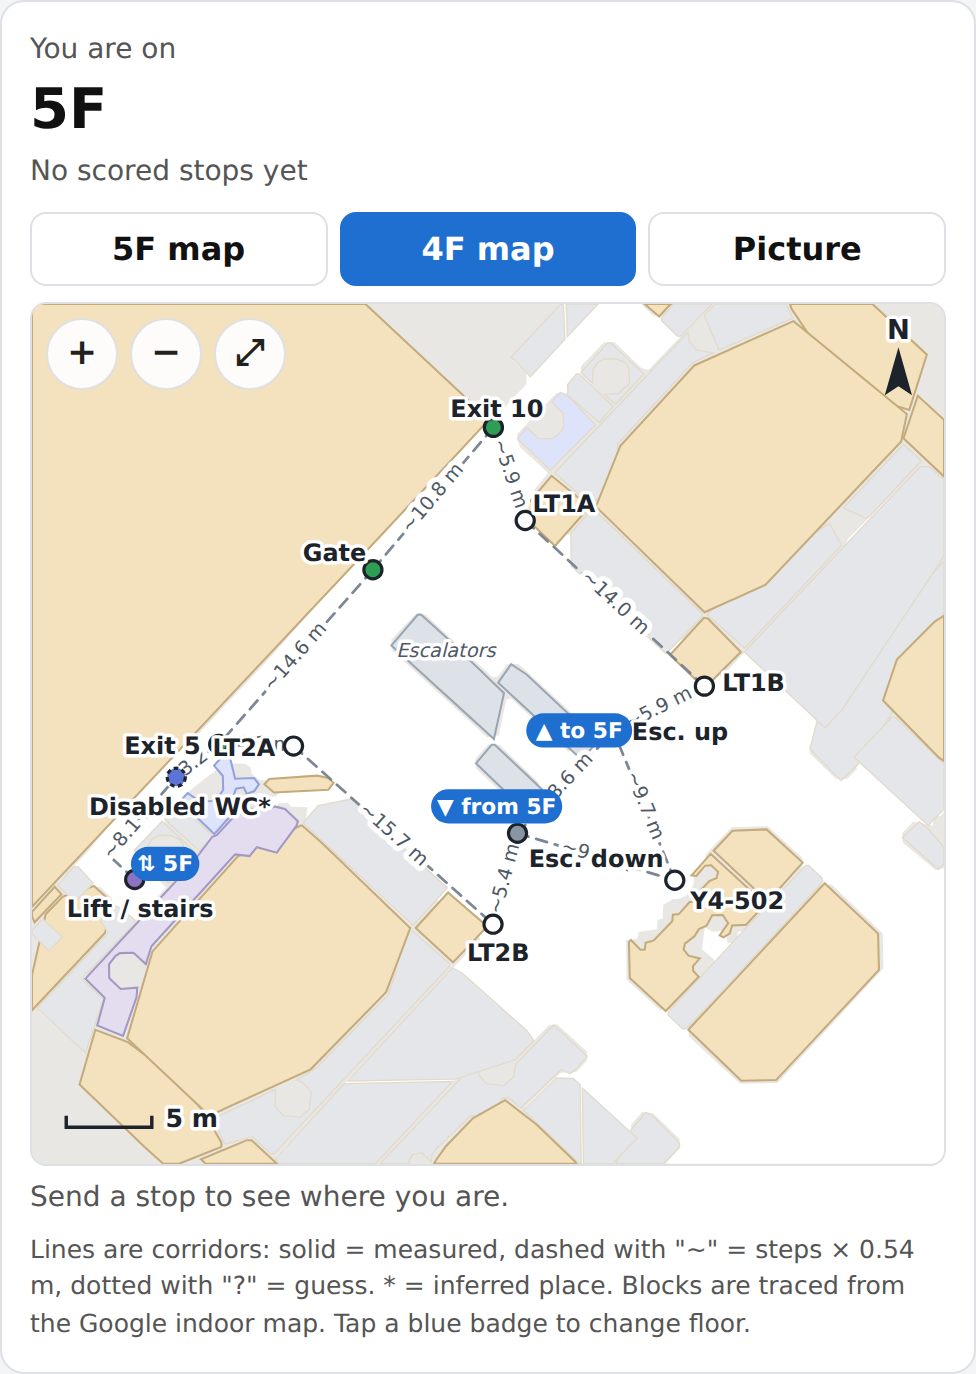 You are on
5F
No scored stops yet
5F map
4F map
Picture
+
−
N
Exit 10
~5.9 m
~10.8 m
LT1A
Gate
~14.0 m
~14.6 m
Escalators
LT1B
~5.9 m
▲ to 5F
Esc. up
Exit 5
LT2A
Disabled WC*
▼ from 5F
~9.7 m
~15.7 m
~8.1
⇅ 5F
~9
Esc. down
~5.4 m
Y4-502
Lift / stairs
LT2B
5 m
Send a stop to see where you are.
Lines are corridors: solid = measured, dashed with "~" = steps × 0.54
m, dotted with "?" = guess. * = inferred place. Blocks are traced from
the Google indoor map. Tap a blue badge to change floor.